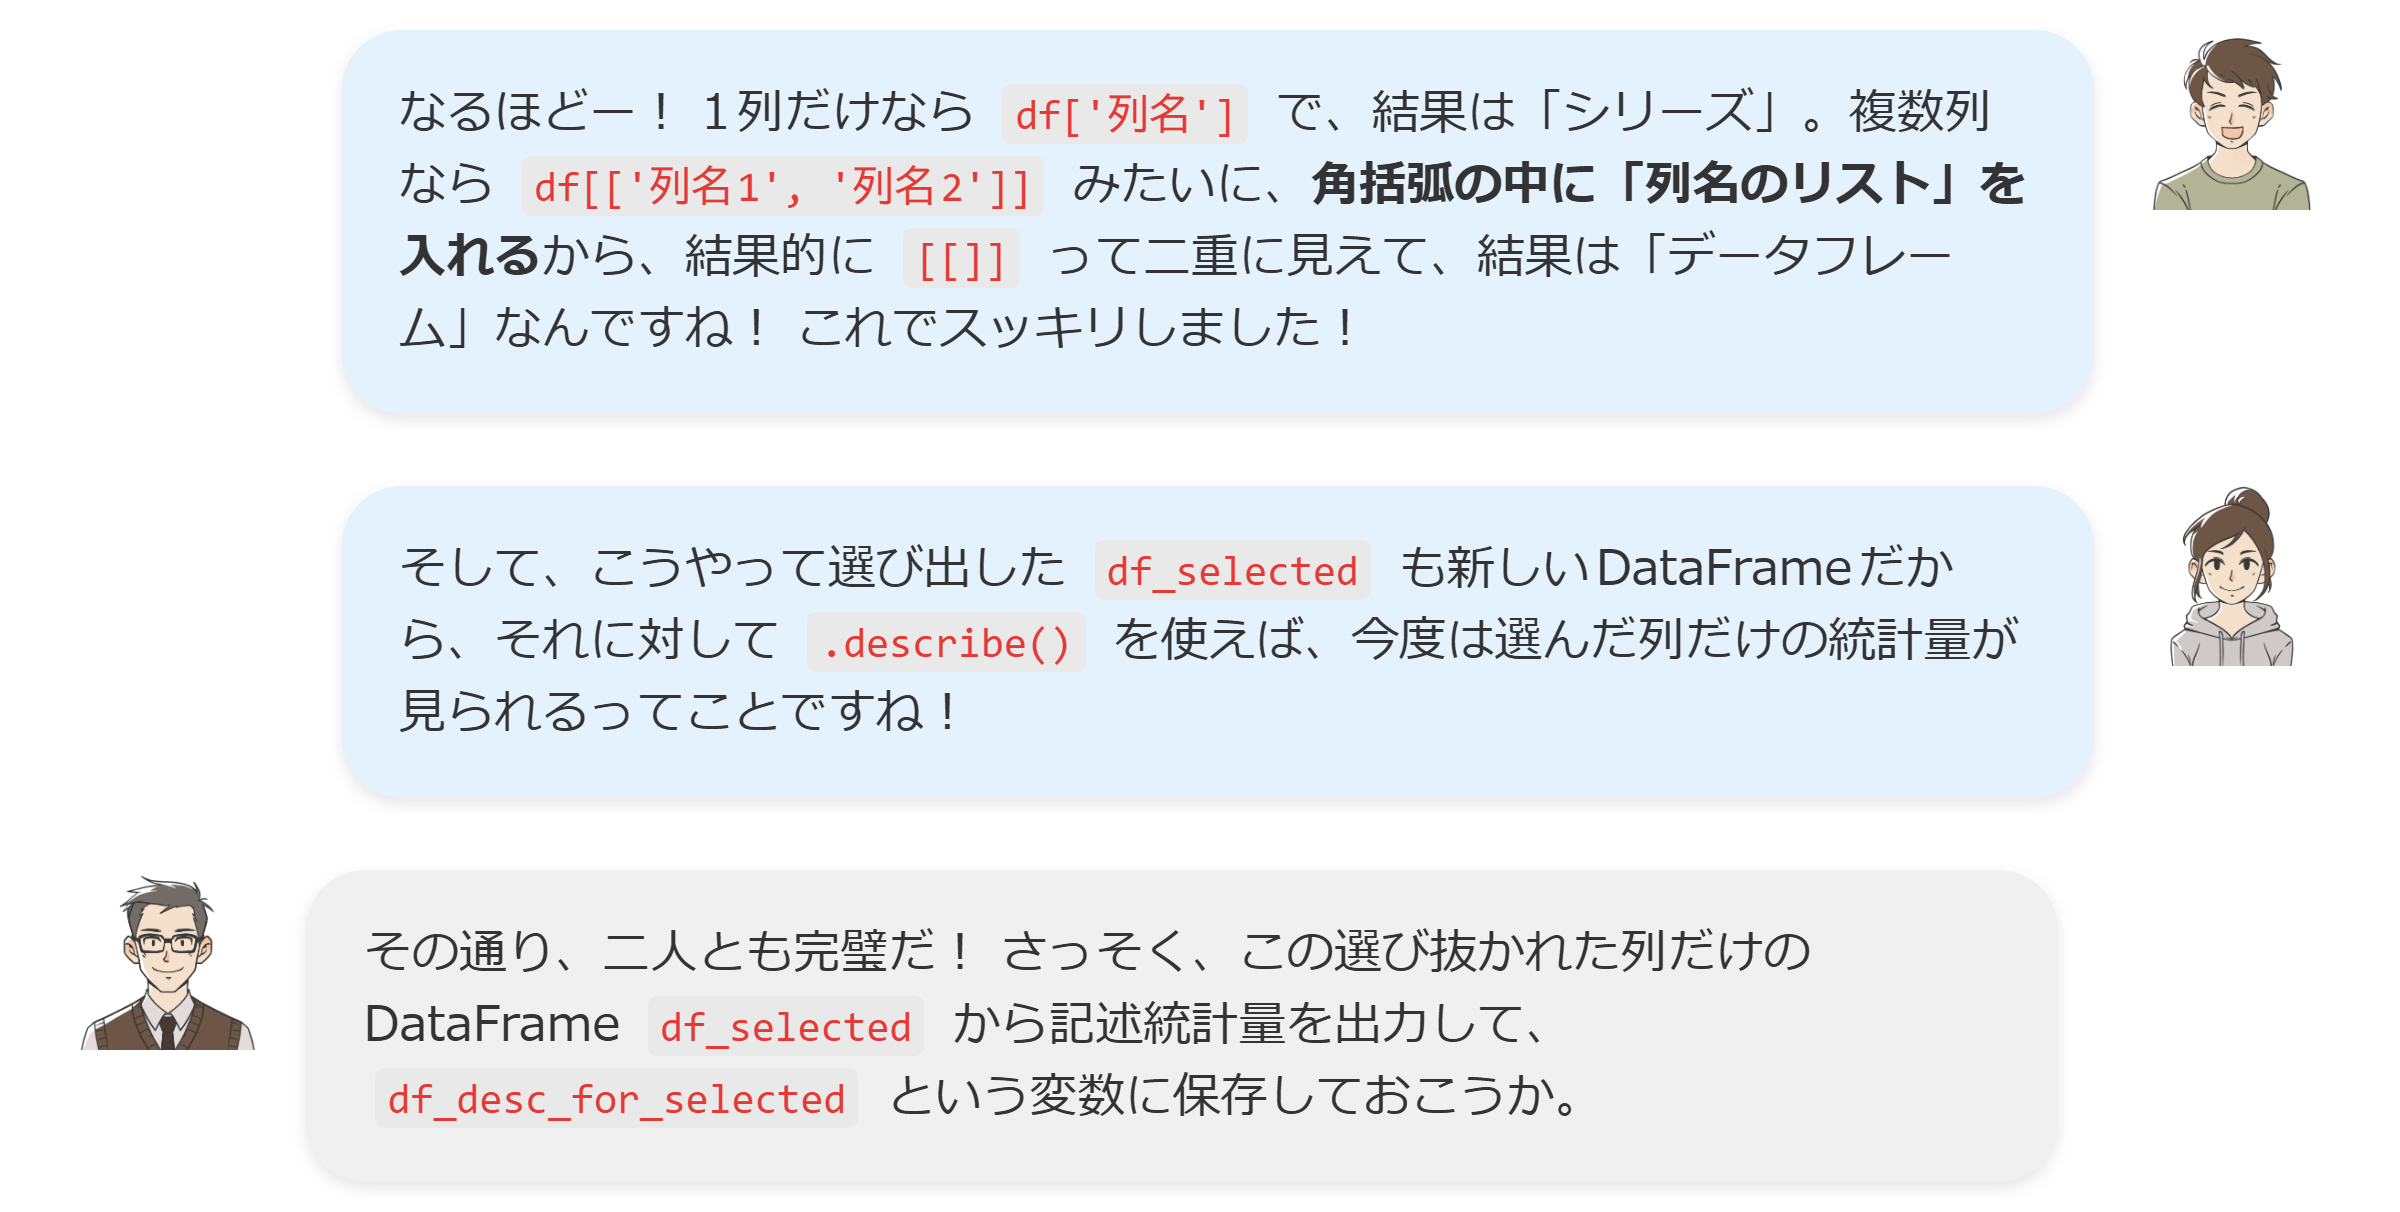 なるほどー！ １列だけなら df['列名'] で、結果は「シリーズ」。複数列
なら df[['列名1', '列名2']] みたいに、角括弧の中に「列名のリスト」を
入れるから、結果的に [[]] って二重に見えて、結果は「データフレー
ム」なんですね！ これでスッキリしました！
そして、こうやって選び出した df_selected も新しいDataFrameだか
ら、それに対して .describe() を使えば、今度は選んだ列だけの統計量が
見られるってことですね！
その通り、二人とも完璧だ！ さっそく、この選び抜かれた列だけの
DataFrame df_selected から記述統計量を出力して、
df_desc_for_selected という変数に保存しておこうか。